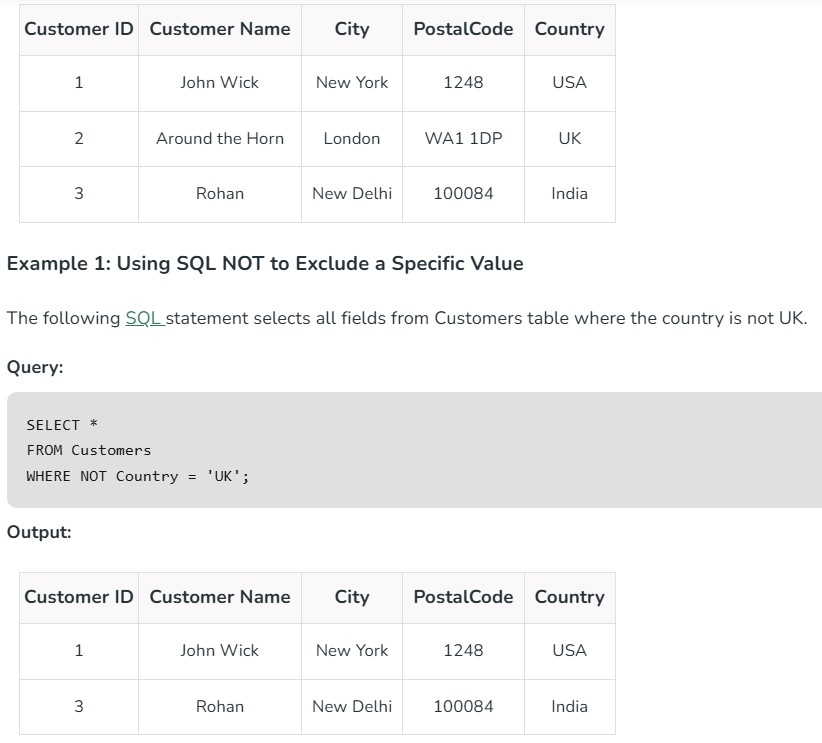 Customer ID Customer Name City PostalCode Country
1 John Wick New York 1248 USA
2 Around the Horn London WA1 1DP UK
3 Rohan New Delhi 100084 India
Example 1: Using SQL NOT to Exclude a Specific Value
The following SQL statement selects all fields from Customers table where the country is not UK.
Query:
SELECT *
FROM Customers
WHERE NOT Country = 'UK';
Output:
Customer ID Customer Name City PostalCode Country
1 John Wick New York 1248 USA
3 Rohan New Delhi 100084 India